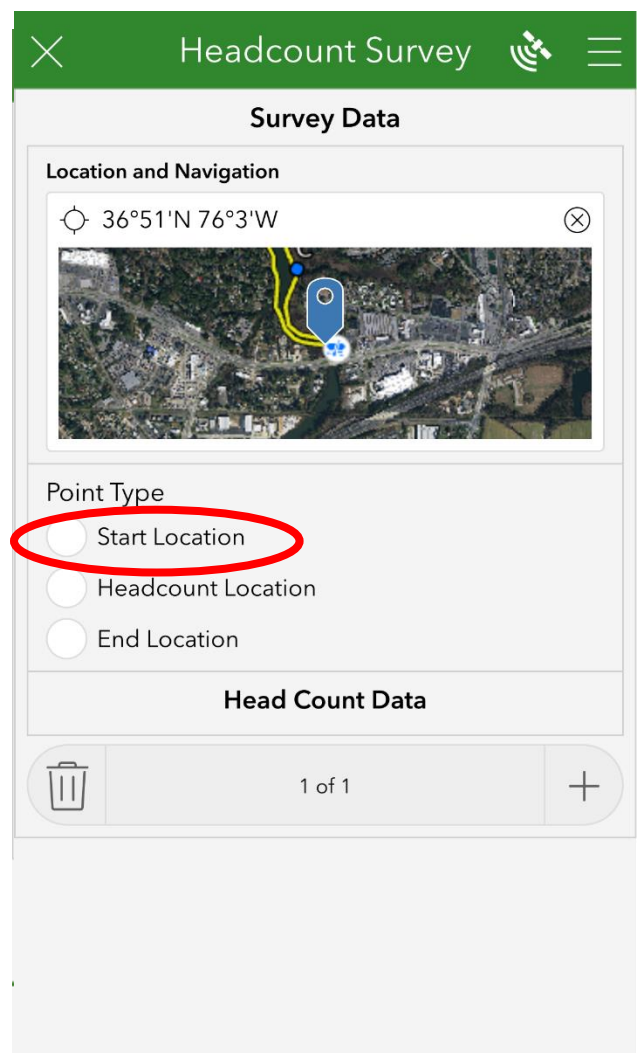 Headcount Survey
Survey Data
Location and Navigation
36°51'N 76°3'W
Point Type
Start Location
Headcount Location
End Location
Head Count Data
1 of 1